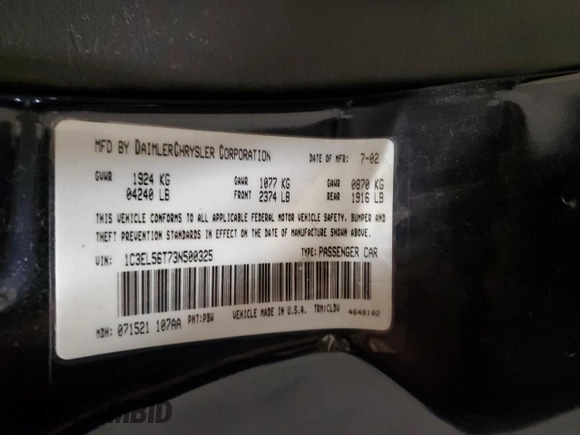 MFD BY DAIMLERCHRYSLER CORPORATION DATE OF MFR: 7-02
GVWR 1924 KG GAWR 1077 KG GAWR 0870 KG
04240 LB FRONT 2374 LB REAR 1916 LB
THIS VEHICLE CONFORMS TO ALL APPLICABLE FEDERAL MOTOR VEHICLE SAFETY, BUMPER AND
THEFT PREVENTION STANDARDS IN EFFECT ON THE DATE OF MANUFACTURE SHOWN ABOVE.
VIN: 1C3EL56T73N500325 TYPE: PASSENGER CAR
MDH: 071521 107AA PNT: PBW VEHICLE MADE IN U.S.A. TRM: CLDV 4648102